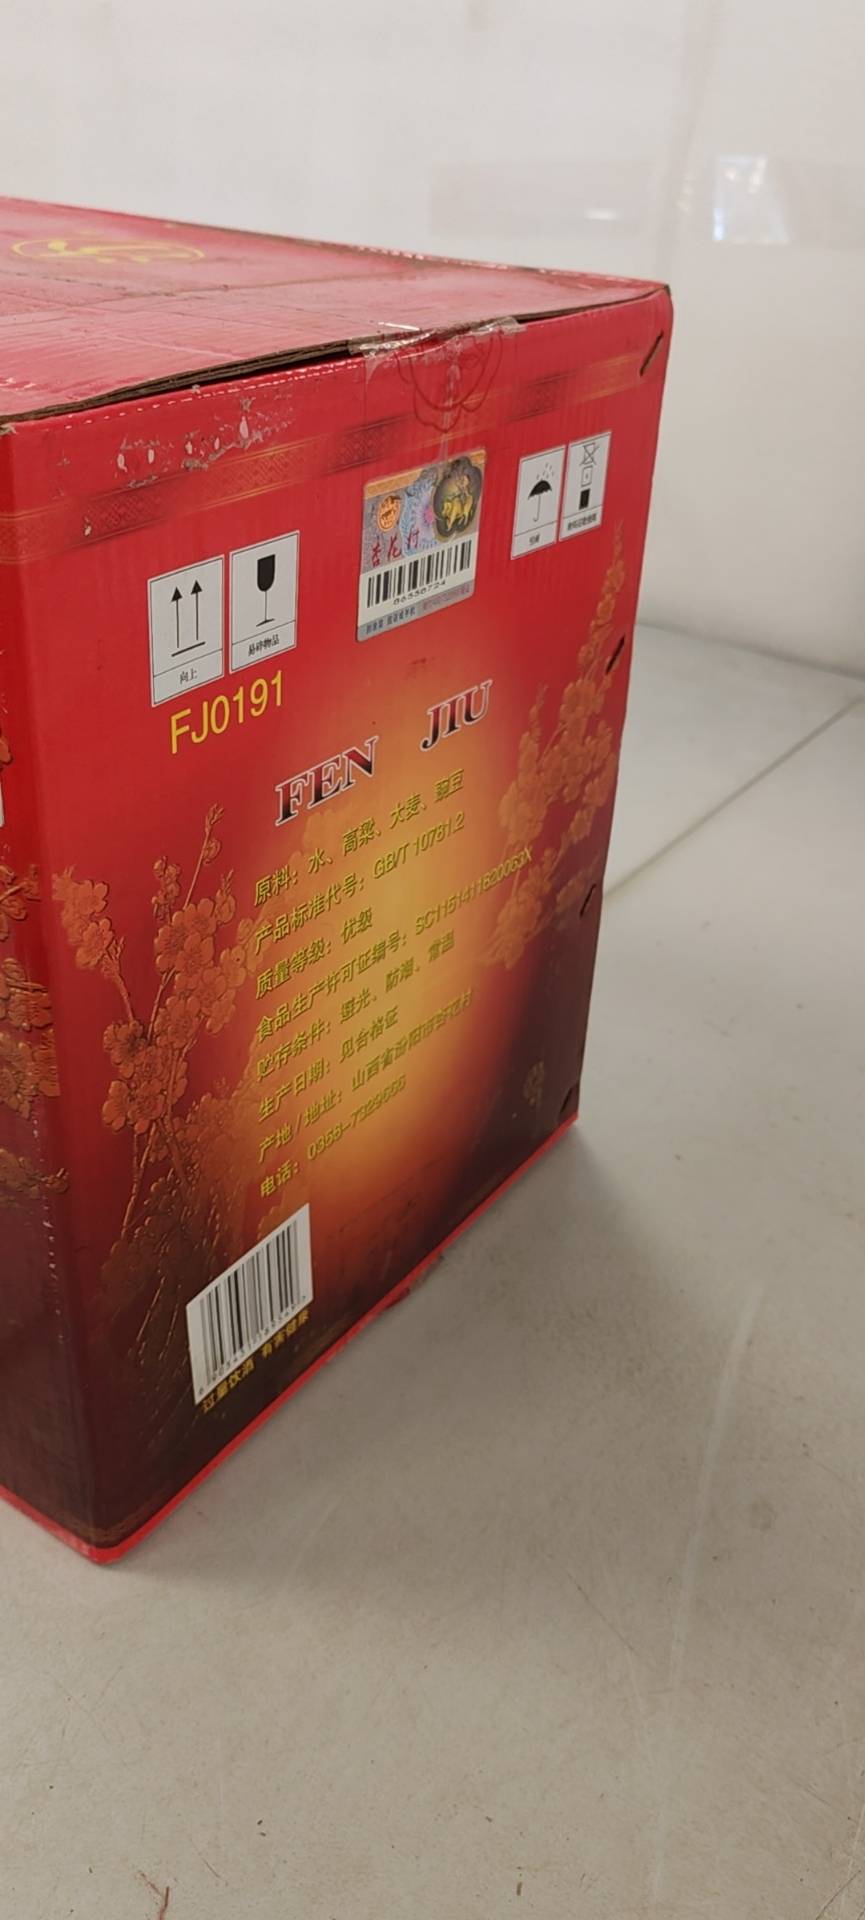 杏花村
86558724
向上
易碎物品
怕雨
FJ0191
FEN JIU
原料：水、高粱、大麦、豌豆
产品标准代号：GB/T 10781.2
质量等级：优级
食品生产许可证编号：SC1151411820063X
贮存条件：避光、防潮、常温
生产日期：见合格证
产地/地址：山西省汾阳市杏花村
电话：0358-7329666
过量饮酒 有害健康